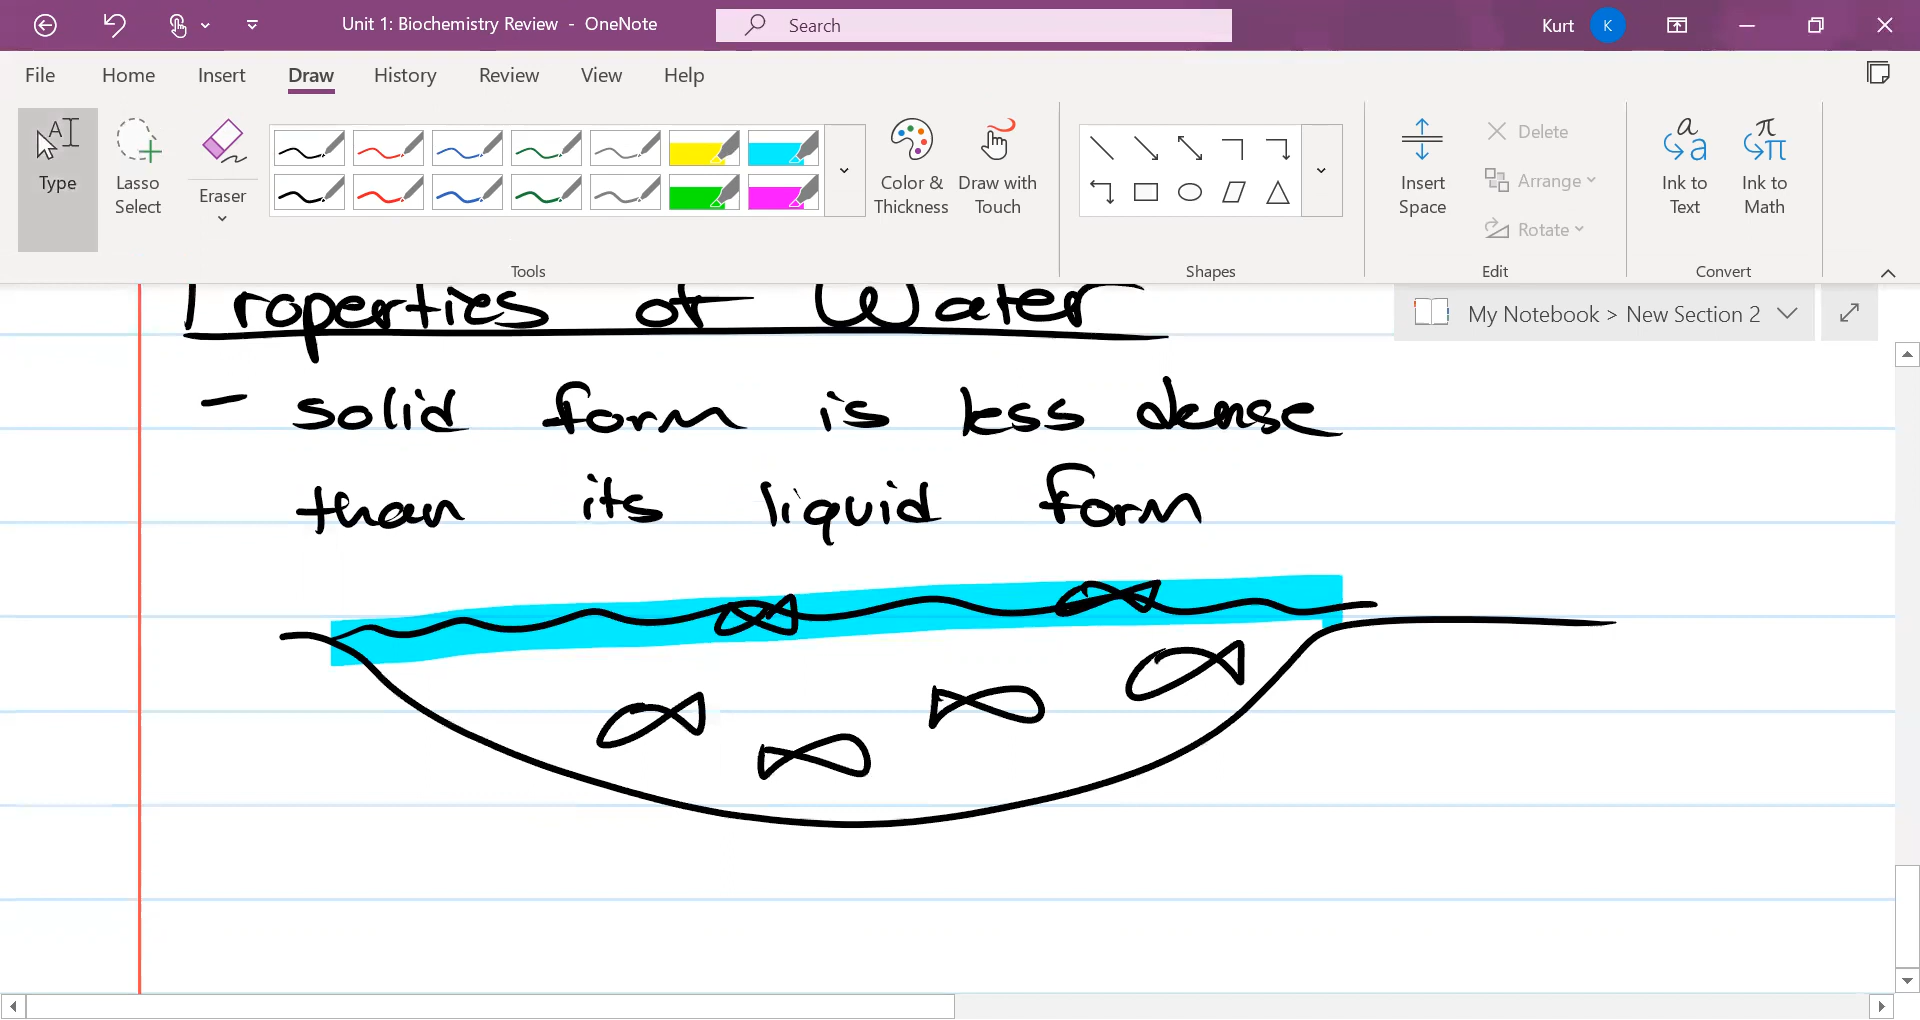 Unit 1: Biochemistry Review - OneNote
Search
Kurt
K
File Home Insert Draw History Review View Help
Type
Lasso Select
Eraser
Color & Thickness
Draw with Touch
Insert Space
Delete
Arrange
Rotate
Ink to Text
Ink to Math
Tools
Shapes
Edit
Convert
My Notebook > New Section 2
Properties of Water
- solid form is less dense
than its liquid form